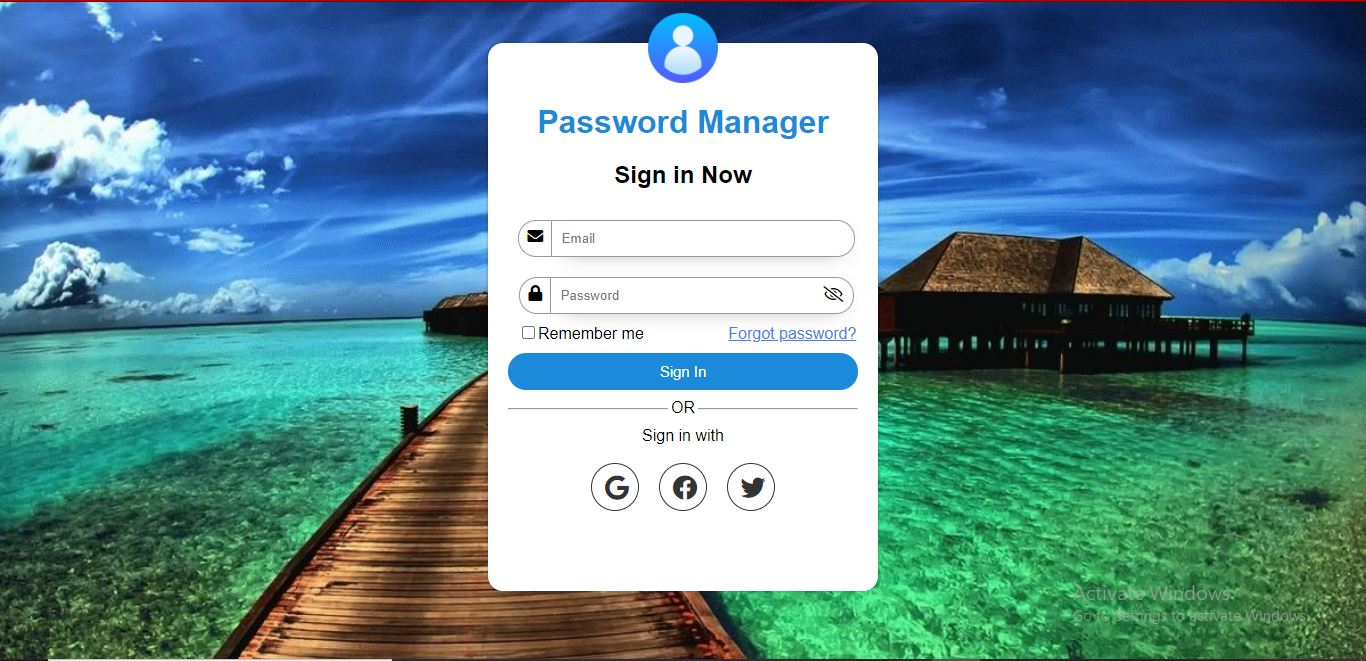 Password Manager
Sign in Now
Email
Password
Remember me Forgot password?
Sign In
OR
Sign in with
Activate Windows
Go to Settings to activate Windows.